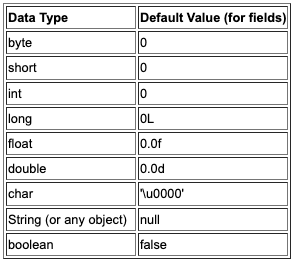 Data Type Default Value (for fields)
byte 0
short 0
int 0
long 0L
float 0.0f
double 0.0d
char '\u0000'
String (or any object) null
boolean false